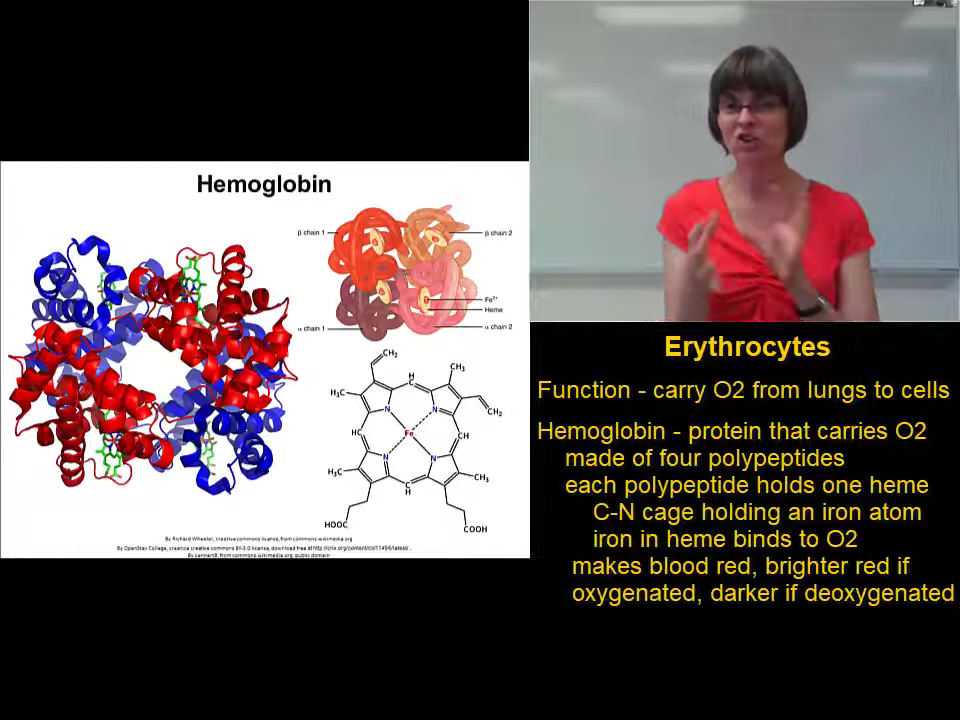 Hemoglobin
β chain 1
β chain 2
Fe²⁺
Heme
α chain 1
α chain 2
CH₂
CH₃
H
C
H₃C
N
N
CH₂
HC
Fe
CH
N
N
H₃C
CH₃
C
H
HOOC
COOH
By Richard Wheeler, creative commons license, from commons.wikimedia.org
By OpenStax College, creative commons BY-3.0 license, download free at http://cnx.org/content/col11496/latest/.
from commons.wikimedia.org, public domain
Erythrocytes
Function - carry O2 from lungs to cells
Hemoglobin - protein that carries O2
made of four polypeptides
each polypeptide holds one heme
C-N cage holding an iron atom
iron in heme binds to O2
makes blood red, brighter red if
oxygenated, darker if deoxygenated